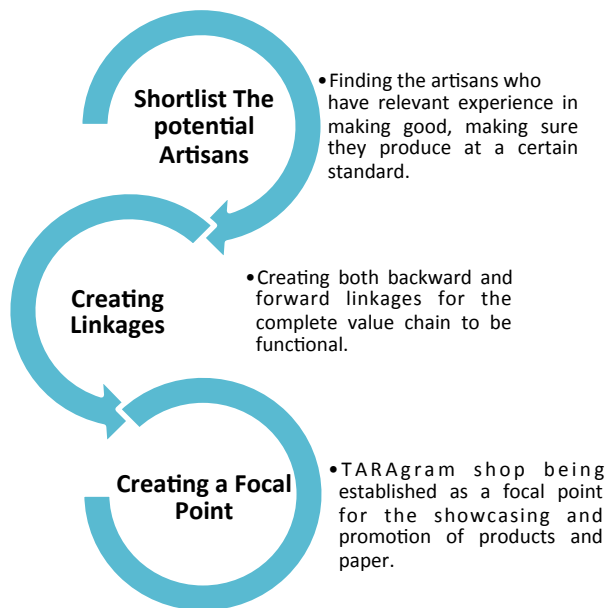 Shortlist The
potential
Artisans
•Finding the artisans who
have relevant experience in
making good, making sure
they produce at a certain
standard.
Creating
Linkages
•Creating both backward and
forward linkages for the
complete value chain to be
functional.
Creating a Focal
Point
•TARAgram shop being
established as a focal point
for the showcasing and
promotion of products and
paper.